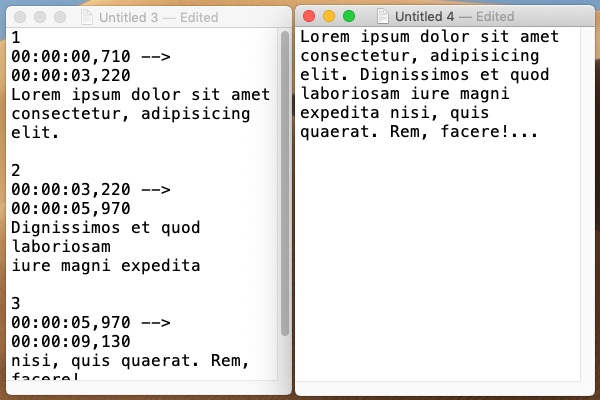 Untitled 3 — Edited
1
00:00:00,710 -->
00:00:03,220
Lorem ipsum dolor sit amet
consectetur, adipisicing
elit.
2
00:00:03,220 -->
00:00:05,970
Dignissimos et quod
laboriosam
iure magni expedita
3
00:00:05,970 -->
00:00:09,130
nisi, quis quaerat. Rem,
facere!
Untitled 4 — Edited
Lorem ipsum dolor sit amet
consectetur, adipisicing
elit. Dignissimos et quod
laboriosam iure magni
expedita nisi, quis
quaerat. Rem, facere!...